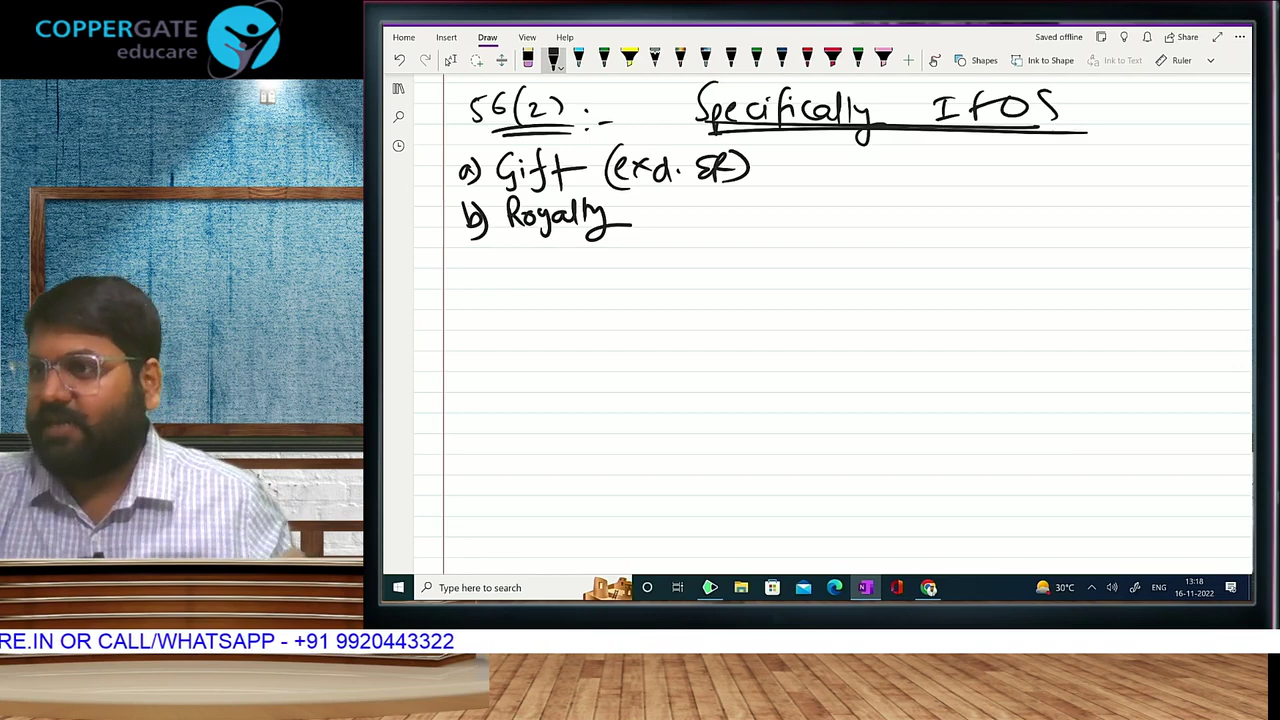 COPPERGATE
educare
Home Insert Draw View Help
Saved offline
Share
Shapes
Ink to Shape
Ink to Text
Ruler
56(2) :- Specifically IFOS
a) Gift (exd. SR)
b) Royalty
Type here to search
30°C
ENG
13:18
16-11-2022
RE.IN OR CALL/WHATSAPP - +91 9920443322